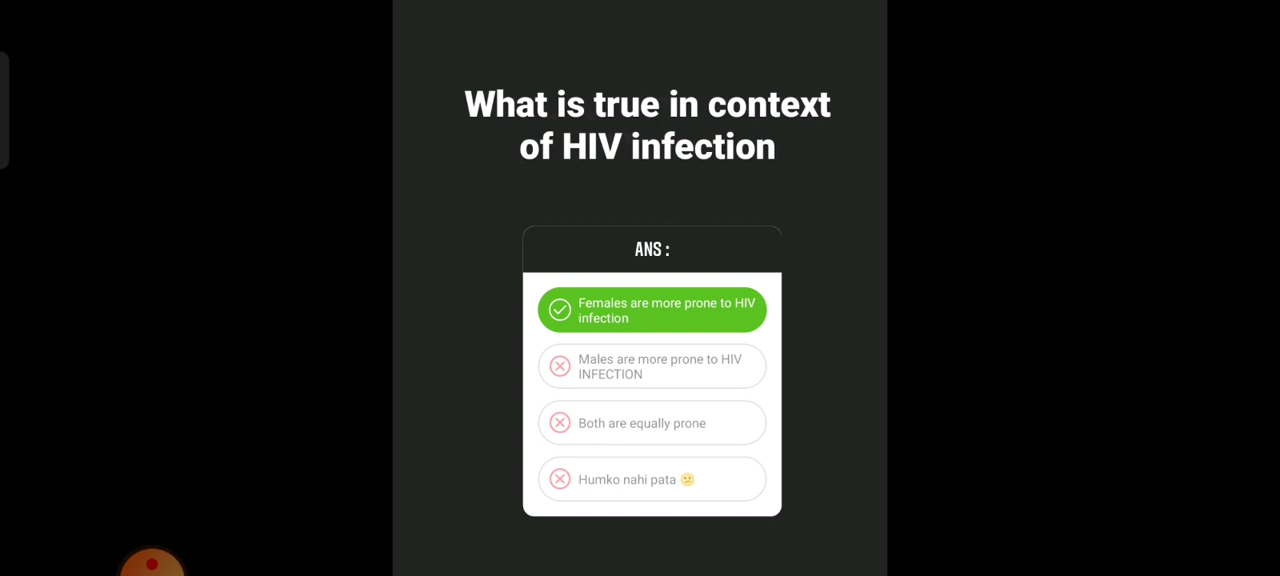 What is true in context
of HIV infection
ANS :
Females are more prone to HIV
infection
Males are more prone to HIV
INFECTION
Both are equally prone
Humko nahi pata 🫤